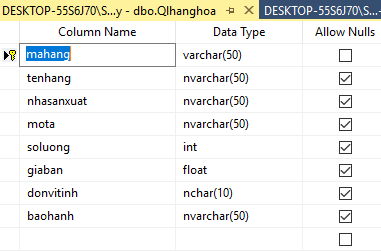 DESKTOP-55S6J70\S...y - dbo.Qlhanghoa DESKTOP-55S6J70\S...
Column Name Data Type Allow Nulls
mahang varchar(50)
tenhang nvarchar(50)
nhasanxuat nvarchar(50)
mota nvarchar(50)
soluong int
giaban float
donvitinh nchar(10)
baohanh nvarchar(50)